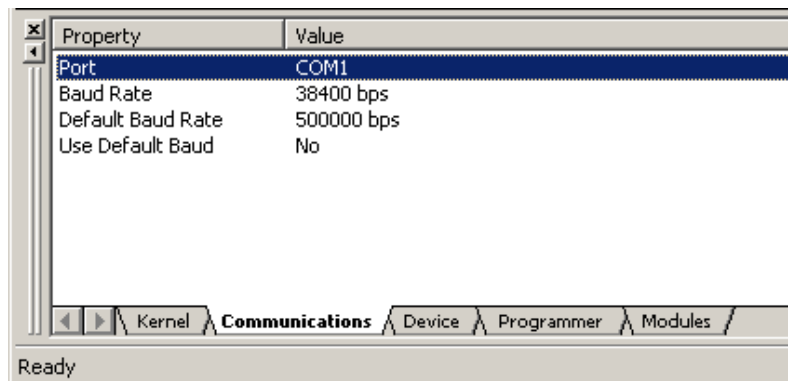 Property Value
Port COM1
Baud Rate 38400 bps
Default Baud Rate 500000 bps
Use Default Baud No
Kernel Communications Device Programmer Modules
Ready